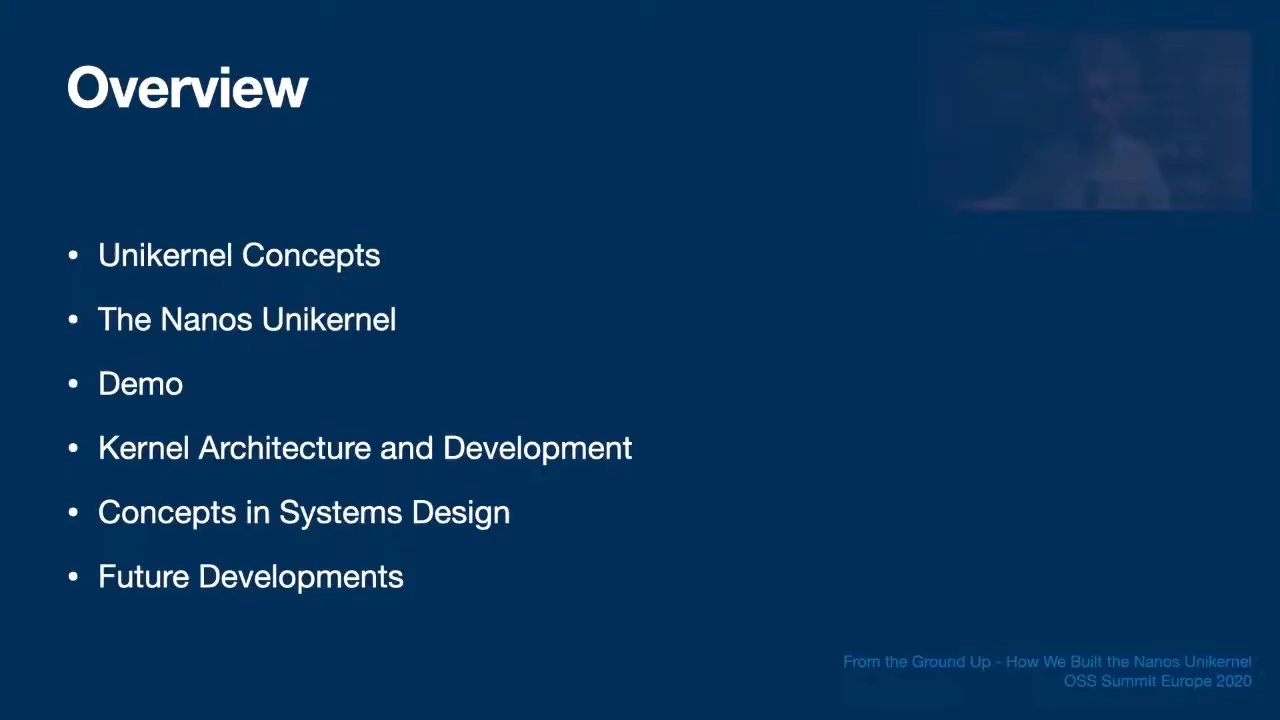 Overview
• Unikernel Concepts
• The Nanos Unikernel
• Demo
• Kernel Architecture and Development
• Concepts in Systems Design
• Future Developments
From the Ground Up - How We Built the Nanos Unikernel
OSS Summit Europe 2020